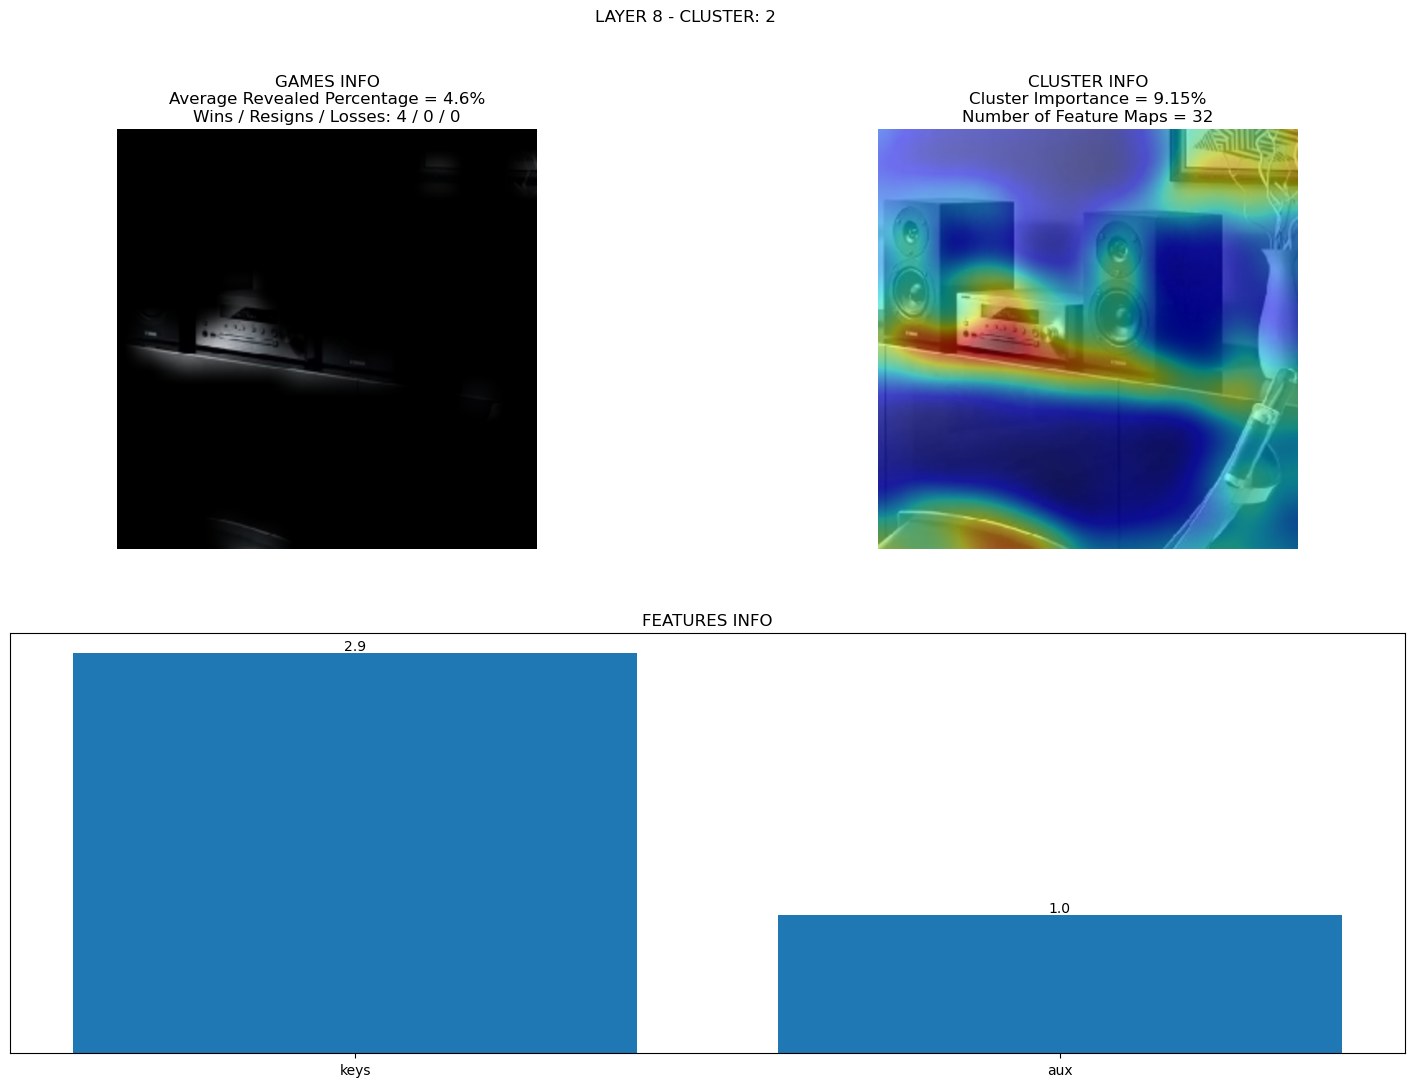 LAYER 8 - CLUSTER: 2
GAMES INFO
Average Revealed Percentage = 4.6%
Wins / Resigns / Losses: 4 / 0 / 0
CLUSTER INFO
Cluster Importance = 9.15%
Number of Feature Maps = 32
FEATURES INFO
2.9
1.0
keys
aux